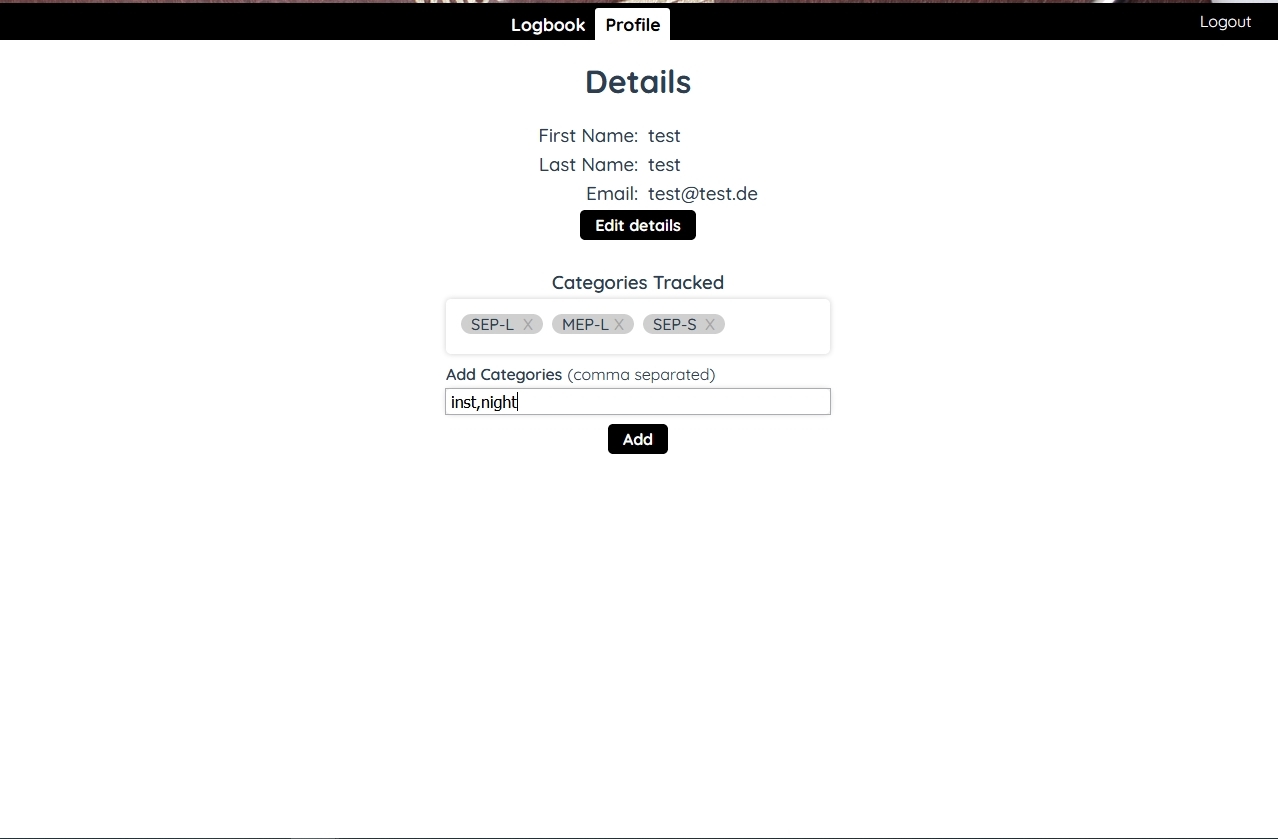 Logbook Profile Logout
Details
First Name: test
Last Name: test
Email: test@test.de
Edit details
Categories Tracked
SEP-L X MEP-L X SEP-S X
Add Categories (comma separated)
inst,night
Add